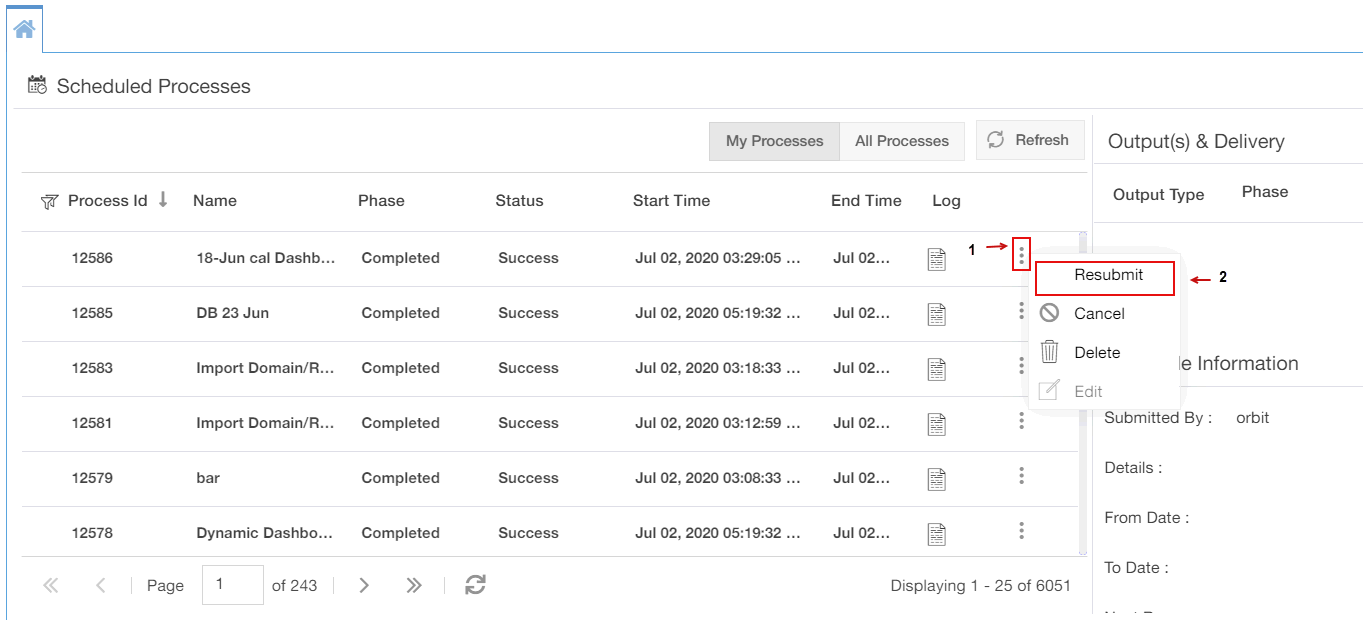 Scheduled Processes
My Processes All Processes Refresh
Output(s) & Delivery
Process Id Name Phase Status Start Time End Time Log
Output Type Phase
12586 18-Jun cal Dashb... Completed Success Jul 02, 2020 03:29:05 ... Jul 02...
1
Resubmit
2
Cancel
Delete
Edit
12585 DB 23 Jun Completed Success Jul 02, 2020 05:19:32 ... Jul 02...
12583 Import Domain/R... Completed Success Jul 02, 2020 03:18:33 ... Jul 02...
12581 Import Domain/R... Completed Success Jul 02, 2020 03:12:59 ... Jul 02...
12579 bar Completed Success Jul 02, 2020 03:08:33 ... Jul 02...
12578 Dynamic Dashbo... Completed Success Jul 02, 2020 05:19:32 ... Jul 02...
Information
Submitted By : orbit
Details :
From Date :
To Date :
Page 1 of 243
Displaying 1 - 25 of 6051